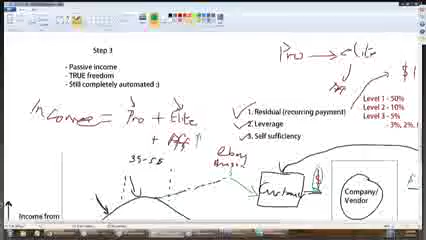 Step 3
- Passive income
- TRUE freedom
- Still completely automated :)
Pro → elite
$1
Level 1 - 50%
Level 2 - 10%
Level 3 - 5%
- 3%, 2%,
Income = Pro + Elite
+ Aff ↑
35-55
1. Residual (recurring payment)
2. Leverage
3. Self sufficiency
Customer
$
Company/
Vendor
Income from